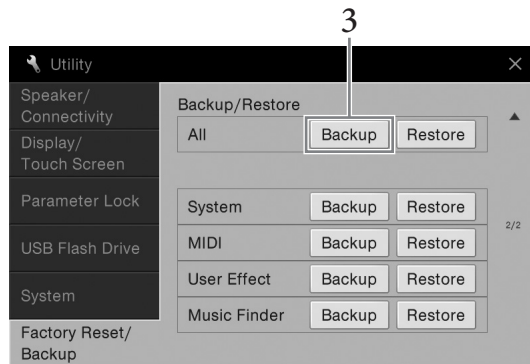 3
Utility
Speaker/
Connectivity
Display/
Touch Screen
Parameter Lock
USB Flash Drive
System
Factory Reset/
Backup
Backup/Restore
All Backup Restore
System Backup Restore
MIDI Backup Restore
User Effect Backup Restore
Music Finder Backup Restore
2/2